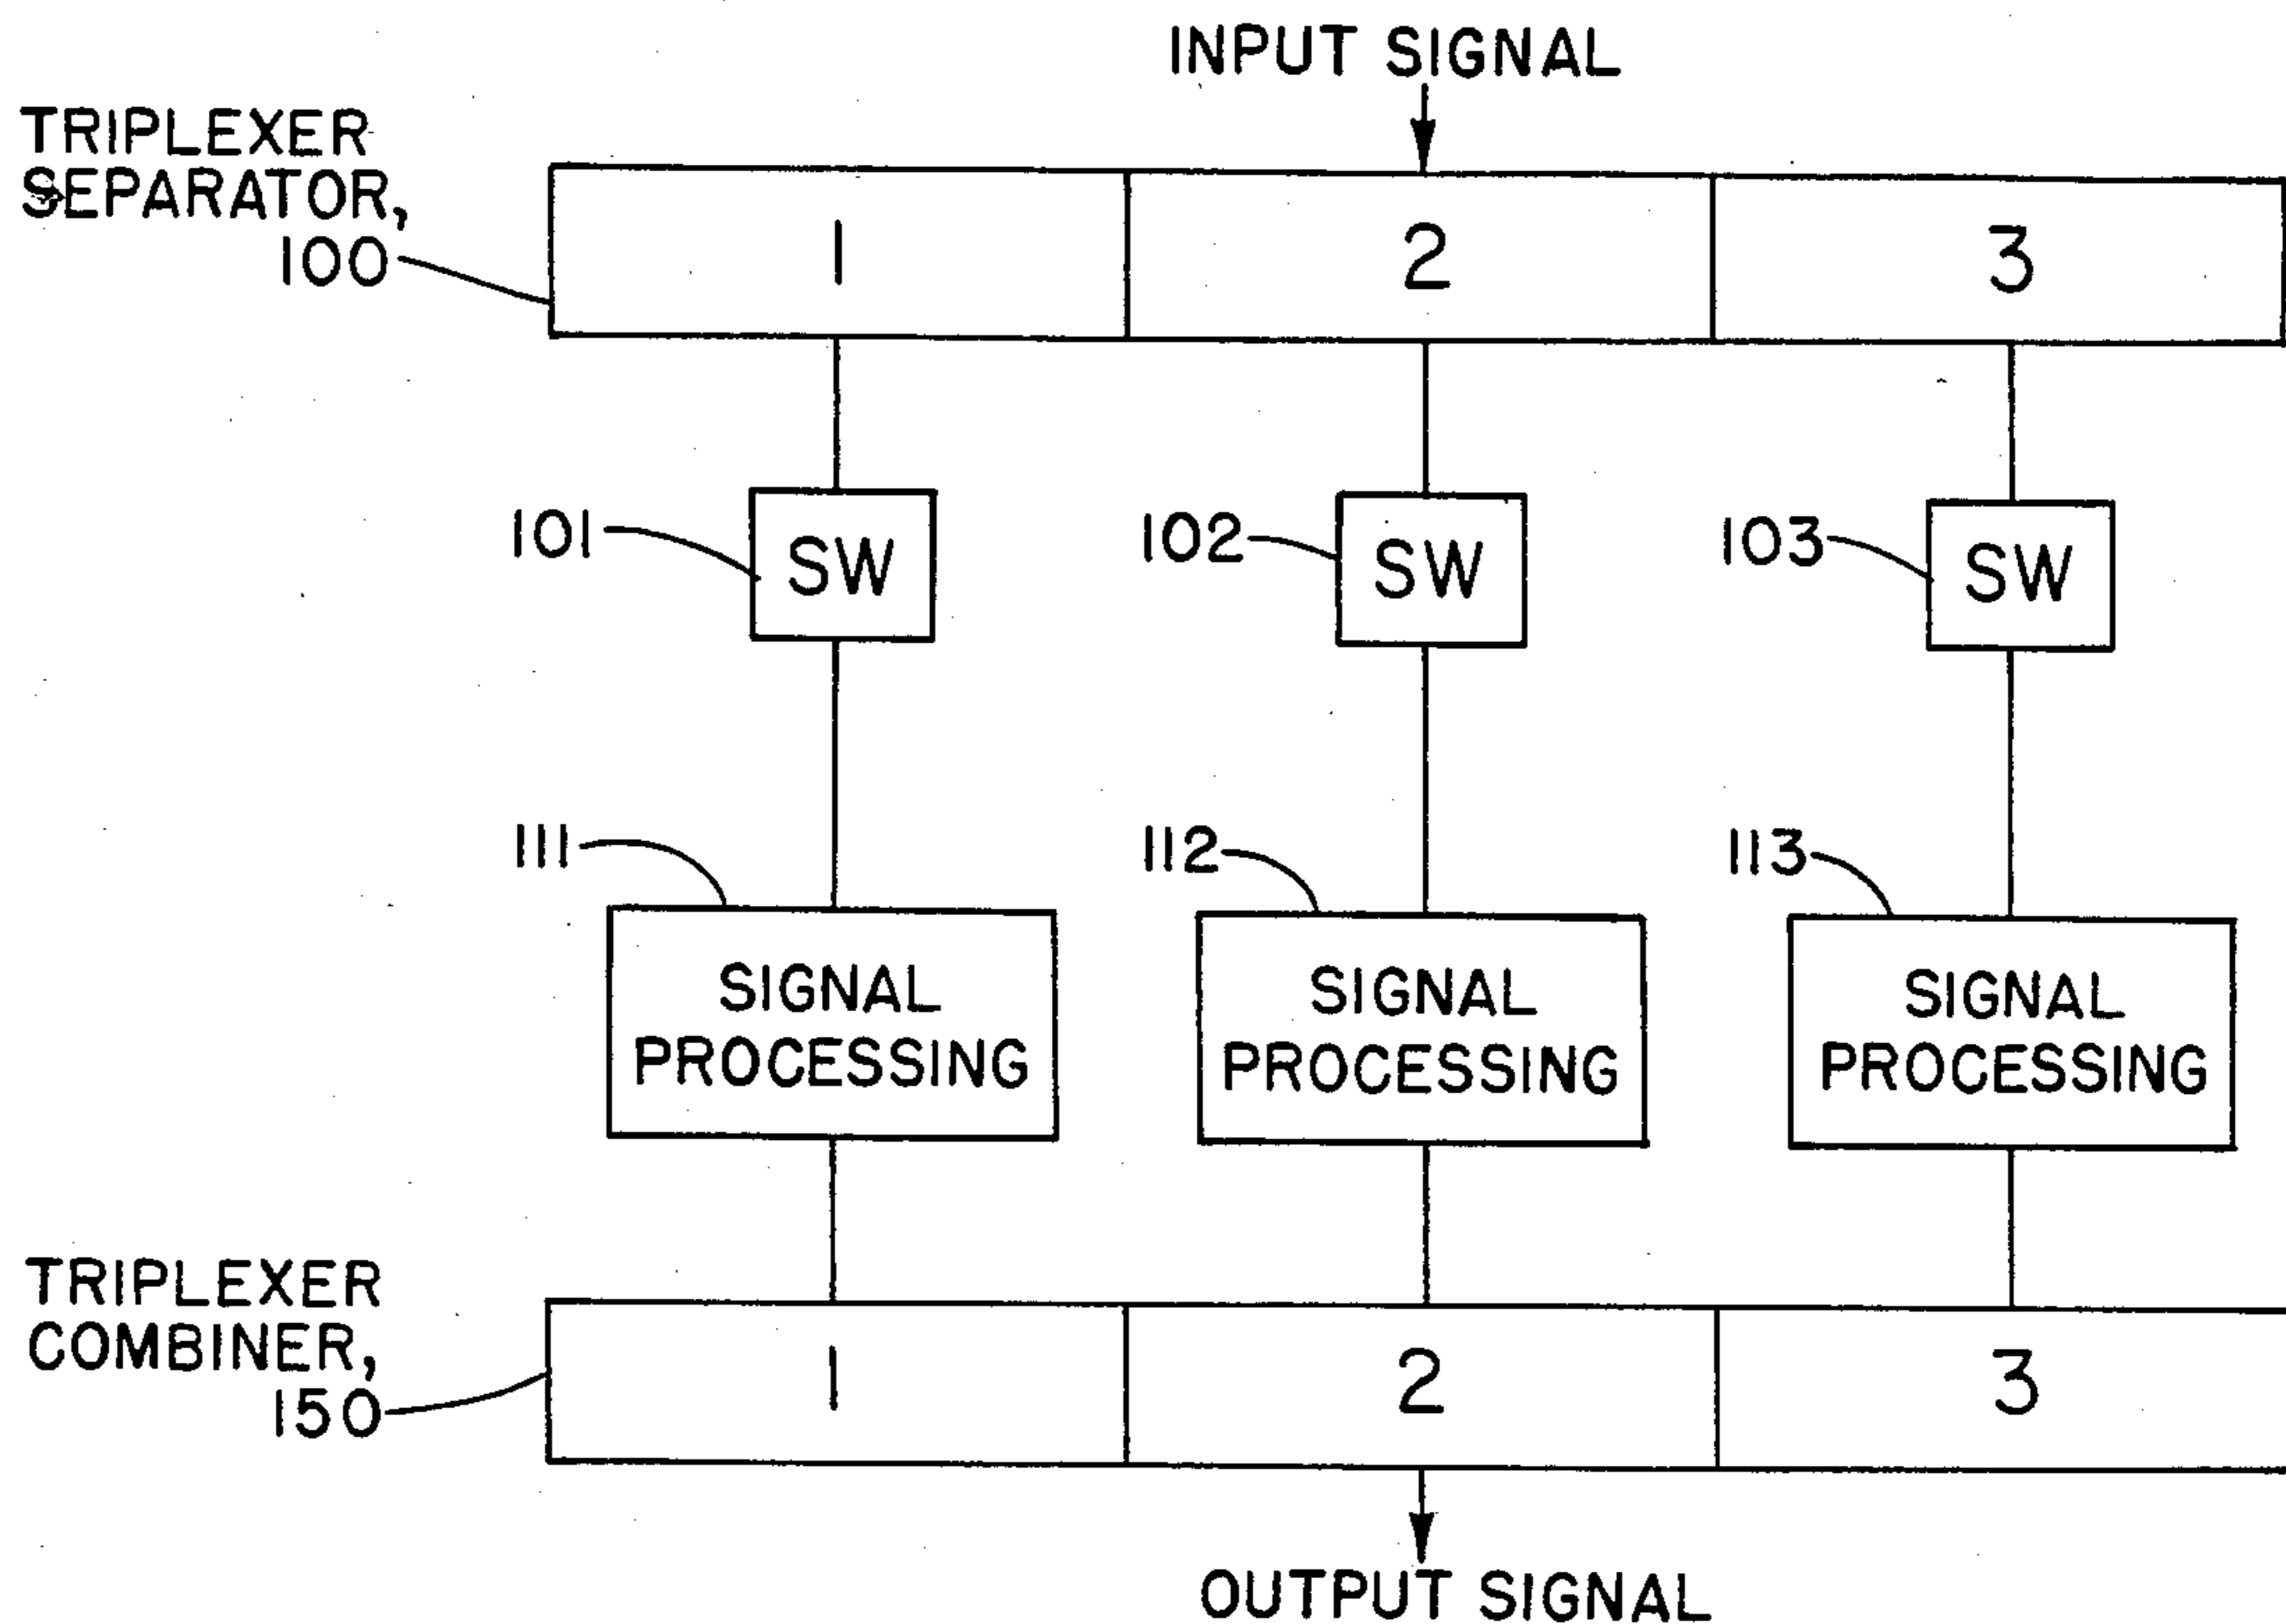 INPUT SIGNAL
TRIPLEXER
SEPARATOR,
100
1 2 3
101 SW 102 SW 103 SW
111 112 113
SIGNAL SIGNAL SIGNAL
PROCESSING PROCESSING PROCESSING
TRIPLEXER
COMBINER,
150
1 2 3
OUTPUT SIGNAL